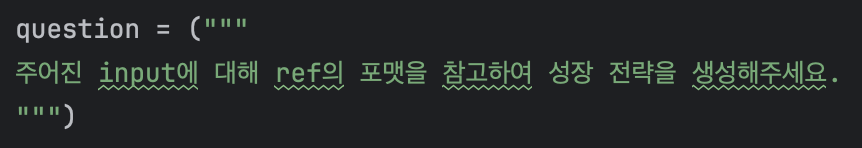 question = ("""
주어진 input에 대해 ref의 포맷을 참고하여 성장 전략을 생성해주세요.
""")